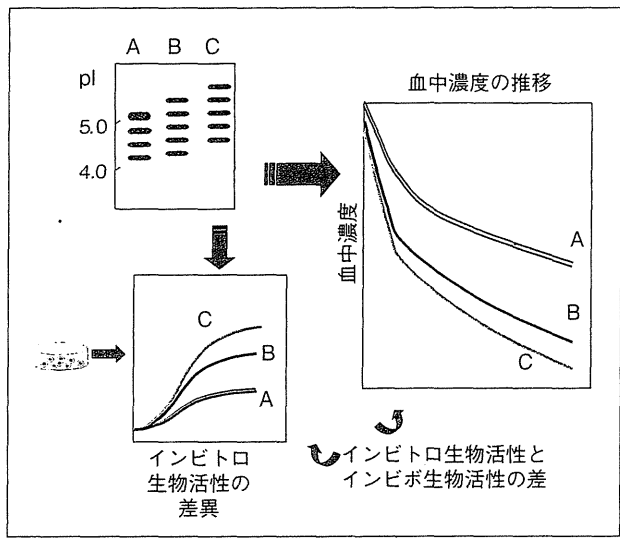 A B C
pI
5.0
4.0
血中濃度の推移
血中濃度
A
B
C
C
B
A
インビトロ
生物活性の
差異
インビトロ生物活性と
インビボ生物活性の差